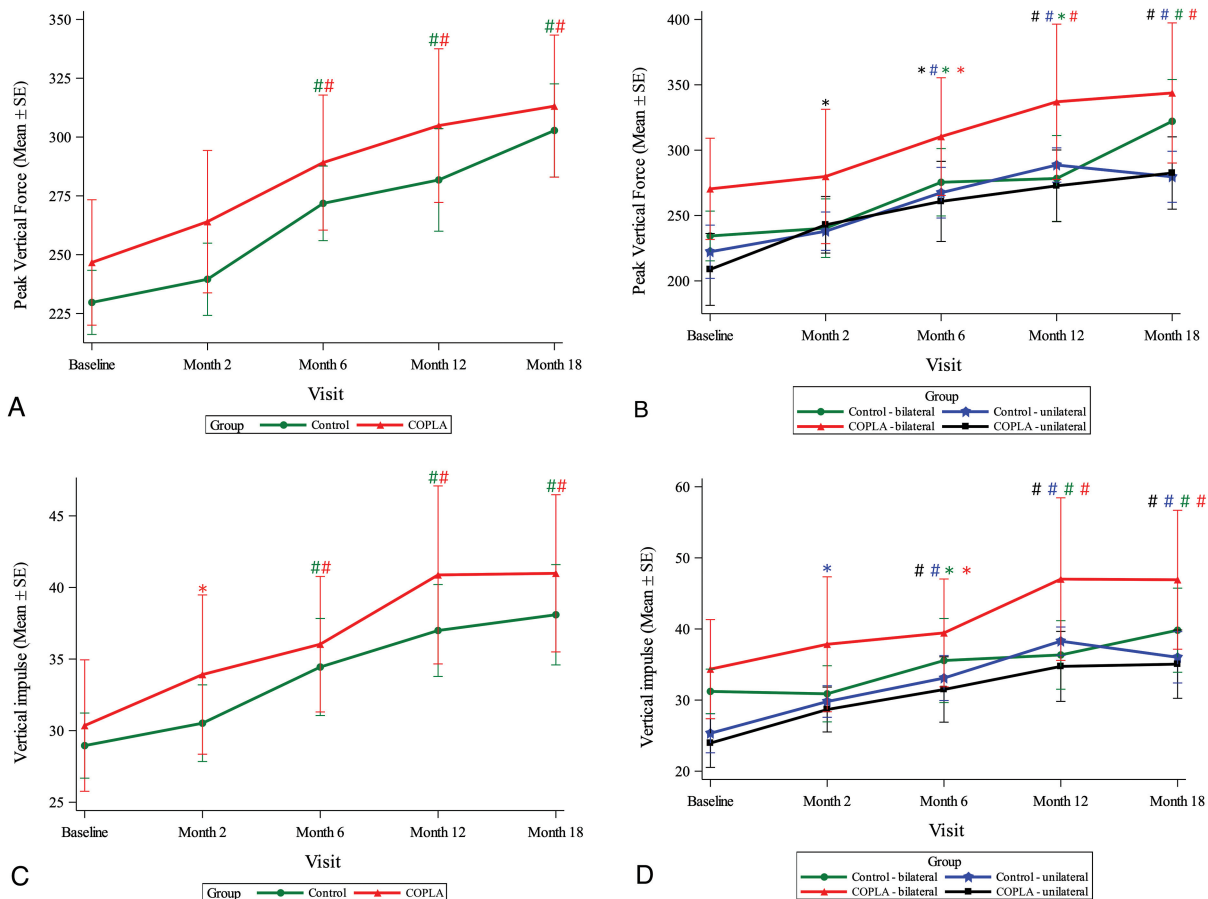 350
325
300
275
250
225
Peak Vertical Force (Mean ± SE)
##
##
##
Baseline
Month 2
Month 6
Month 12
Month 18
Visit
A
Group
Control
COPLA
400
350
300
250
200
Peak Vertical Force (Mean ± SE)
*
* # * *
# # * #
# # # #
Baseline
Month 2
Month 6
Month 12
Month 18
Visit
B
Group
Control - bilateral
Control - unilateral
COPLA - bilateral
COPLA - unilateral
45
40
35
30
25
Vertical impulse (Mean ± SE)
*
##
##
##
Baseline
Month 2
Month 6
Month 12
Month 18
Visit
C
Group
Control
COPLA
60
50
40
30
20
Vertical impulse (Mean ± SE)
*
# # * *
# # # #
# # # #
Baseline
Month 2
Month 6
Month 12
Month 18
Visit
D
Group
Control - bilateral
Control - unilateral
COPLA - bilateral
COPLA - unilateral